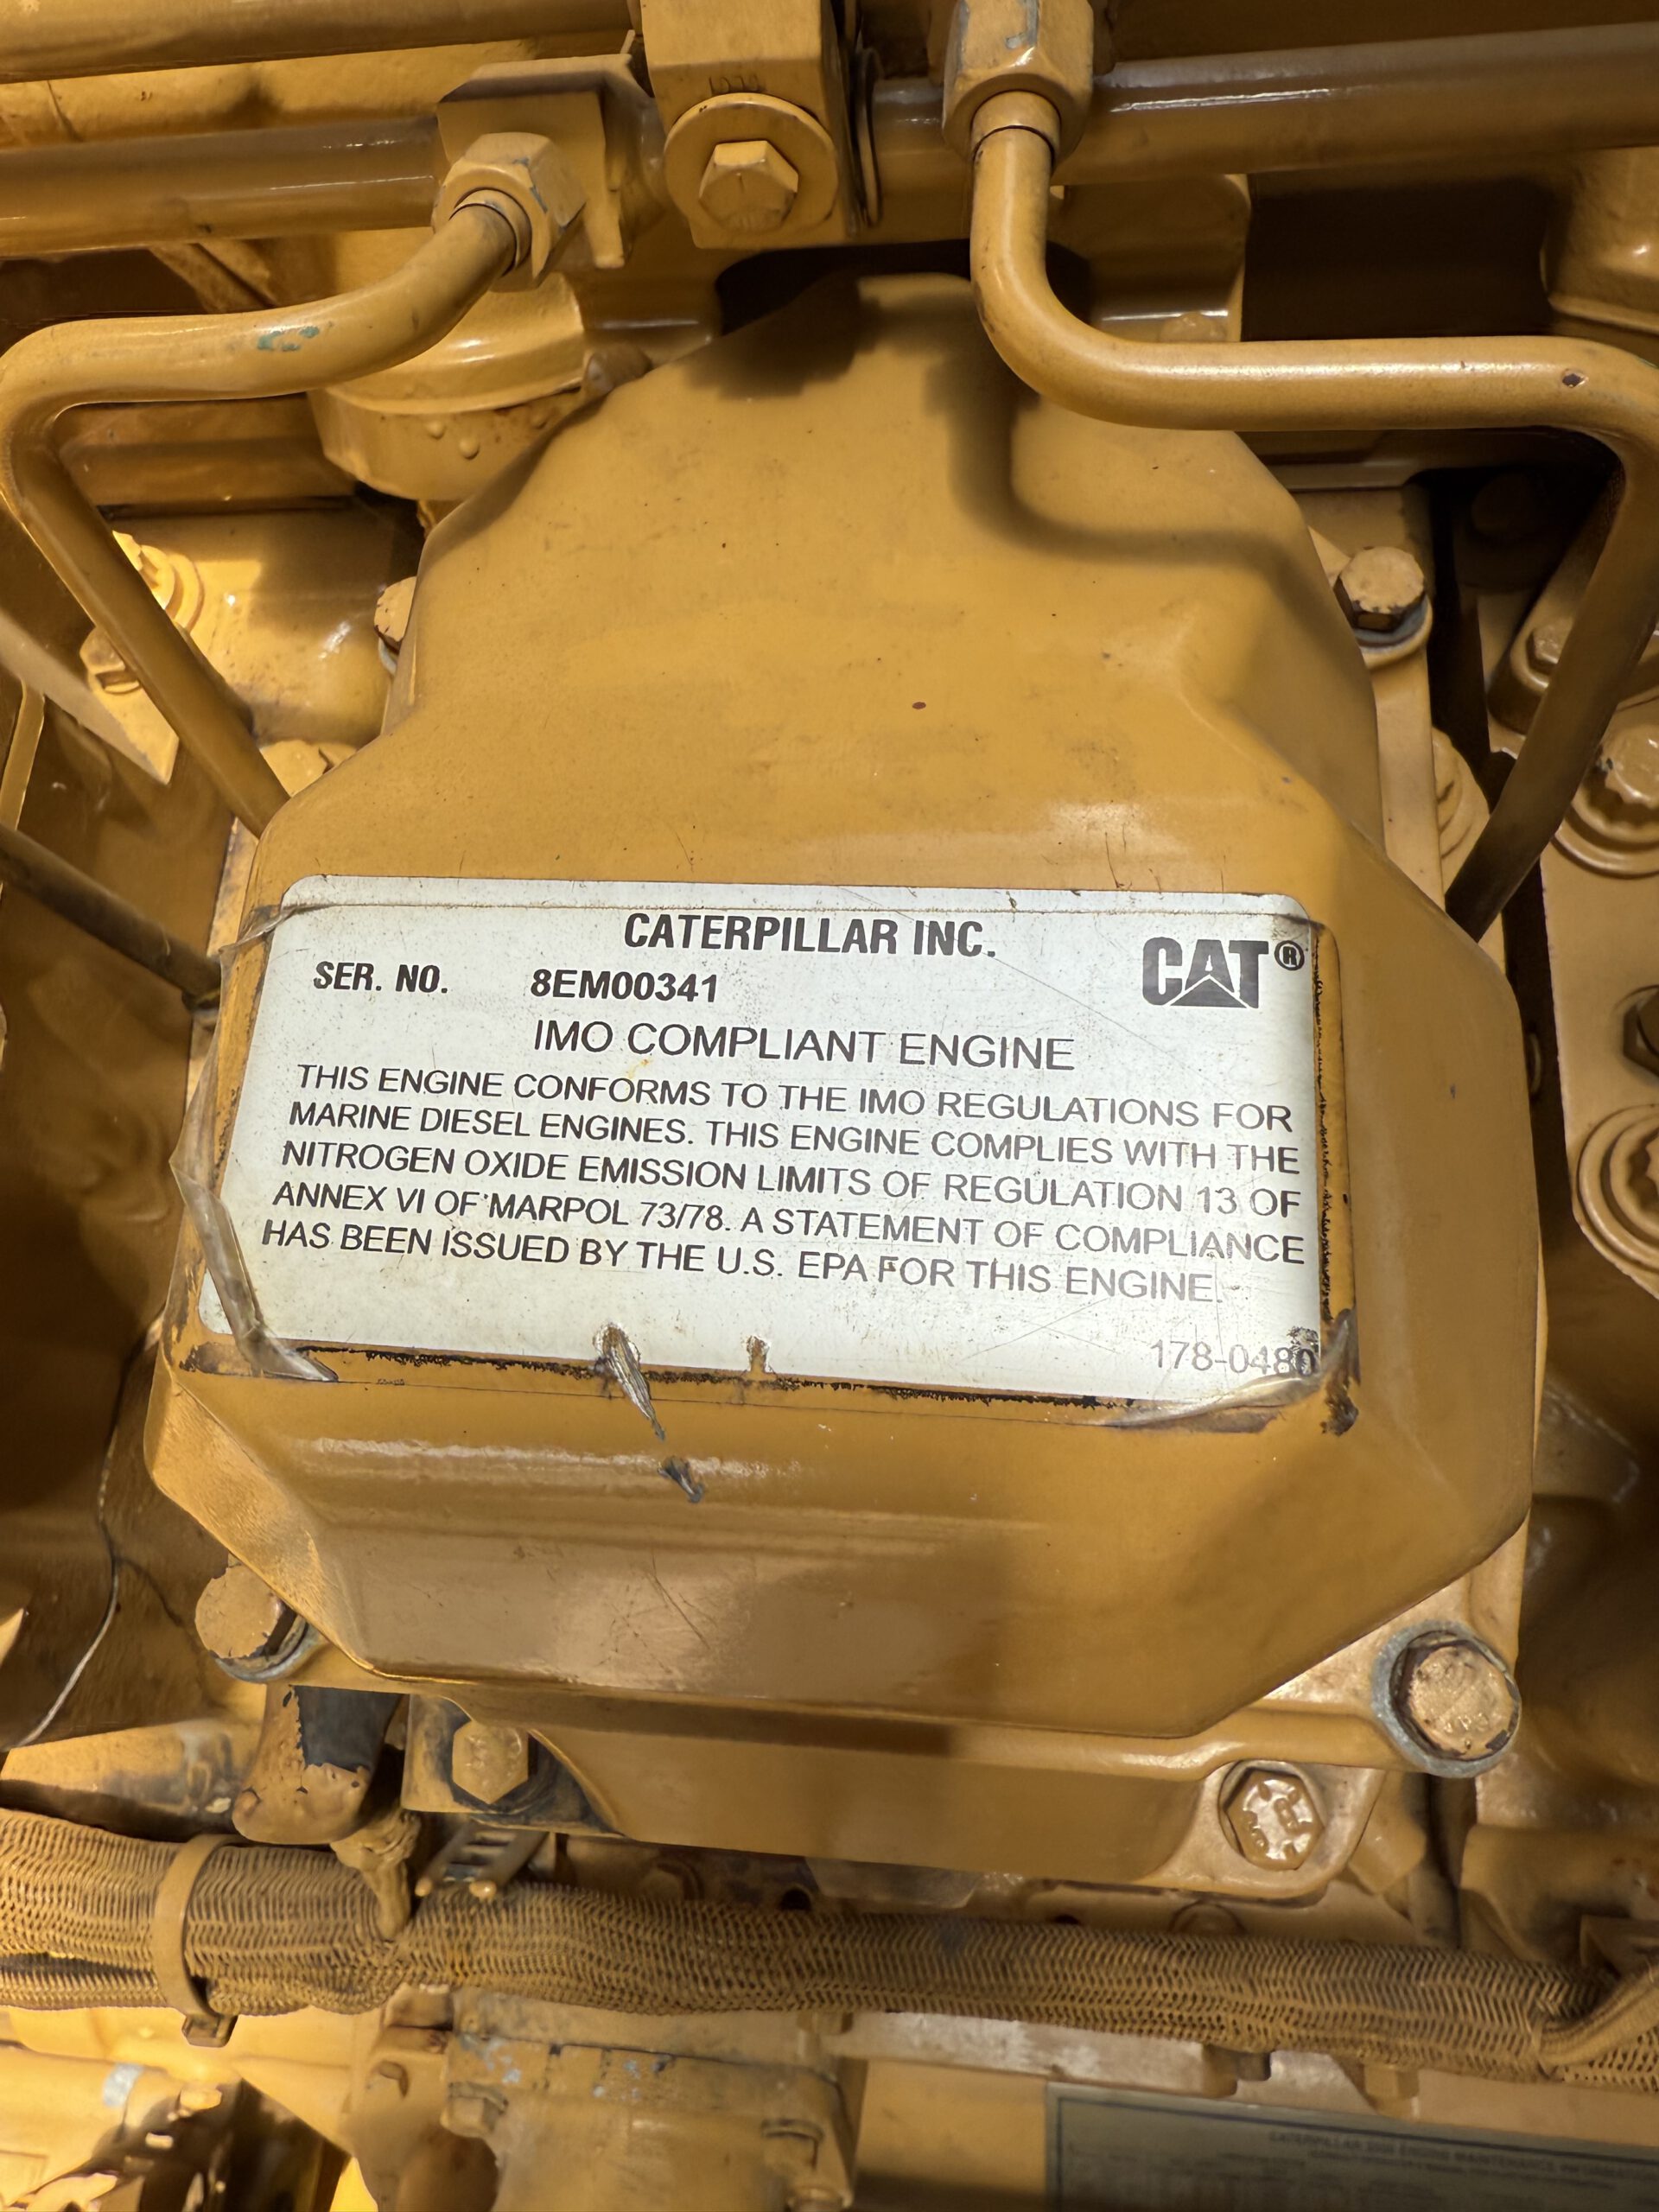 CATERPILLAR INC.
CAT®
SER. NO. 8EM00341
IMO COMPLIANT ENGINE
THIS ENGINE CONFORMS TO THE IMO REGULATIONS FOR
MARINE DIESEL ENGINES. THIS ENGINE COMPLIES WITH THE
NITROGEN OXIDE EMISSION LIMITS OF REGULATION 13 OF
ANNEX VI OF MARPOL 73/78. A STATEMENT OF COMPLIANCE
HAS BEEN ISSUED BY THE U.S. EPA FOR THIS ENGINE.
178-0480